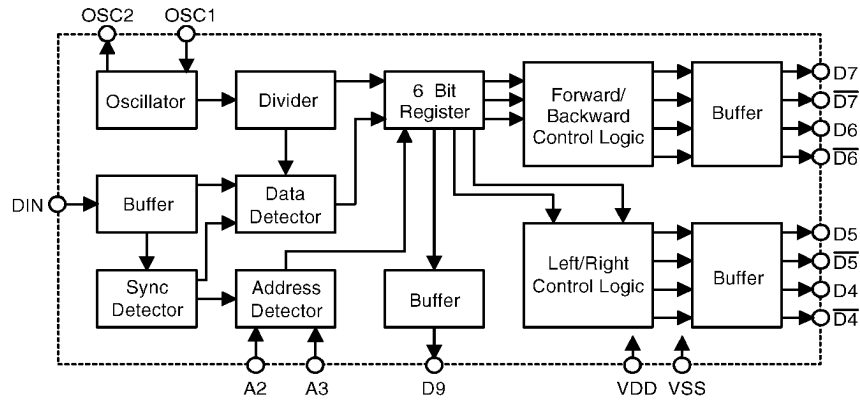 OSC2
OSC1
Oscillator
Divider
6 Bit
Register
Forward/
Backward
Control Logic
Buffer
D7
D7̅
D6
D6̅
DIN
Buffer
Data
Detector
Sync
Detector
Address
Detector
Buffer
Left/Right
Control Logic
Buffer
D5
D5̅
D4
D4̅
A2
A3
D9
VDD
VSS